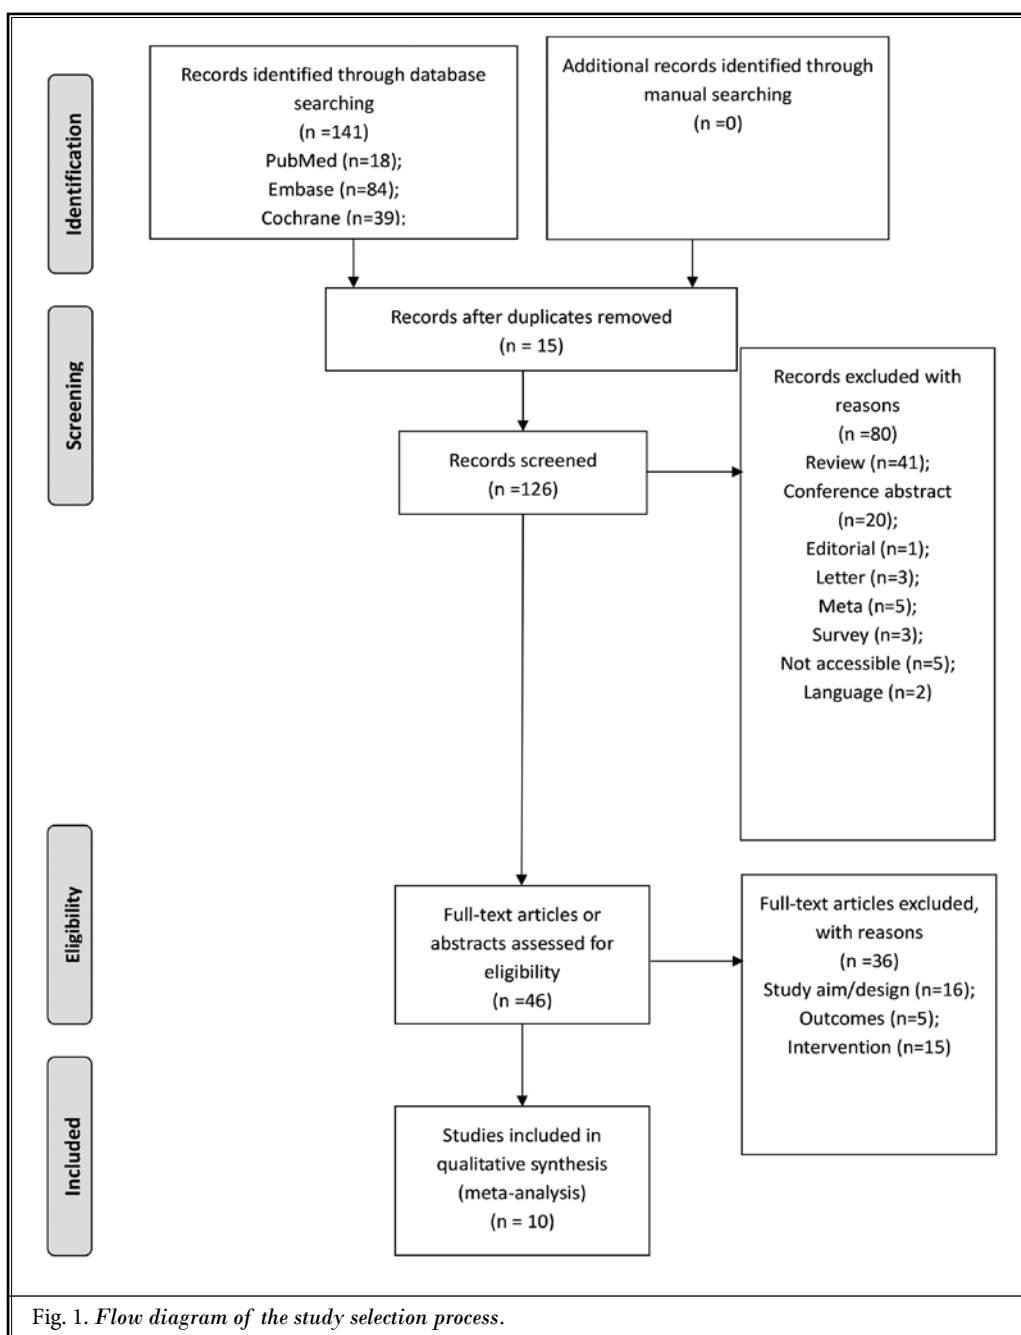 Identification
Records identified through database
searching
(n =141)
PubMed (n=18);
Embase (n=84);
Cochrane (n=39);
Additional records identified through
manual searching
(n =0)
Screening
Records after duplicates removed
(n = 15)
Records screened
(n =126)
Records excluded with
reasons
(n =80)
Review (n=41);
Conference abstract
(n=20);
Editorial (n=1);
Letter (n=3);
Meta (n=5);
Survey (n=3);
Not accessible (n=5);
Language (n=2)
Eligibility
Full-text articles or
abstracts assessed for
eligibility
(n =46)
Full-text articles excluded,
with reasons
(n =36)
Study aim/design (n=16);
Outcomes (n=5);
Intervention (n=15)
Included
Studies included in
qualitative synthesis
(meta-analysis)
(n = 10)
Fig. 1. Flow diagram of the study selection process.